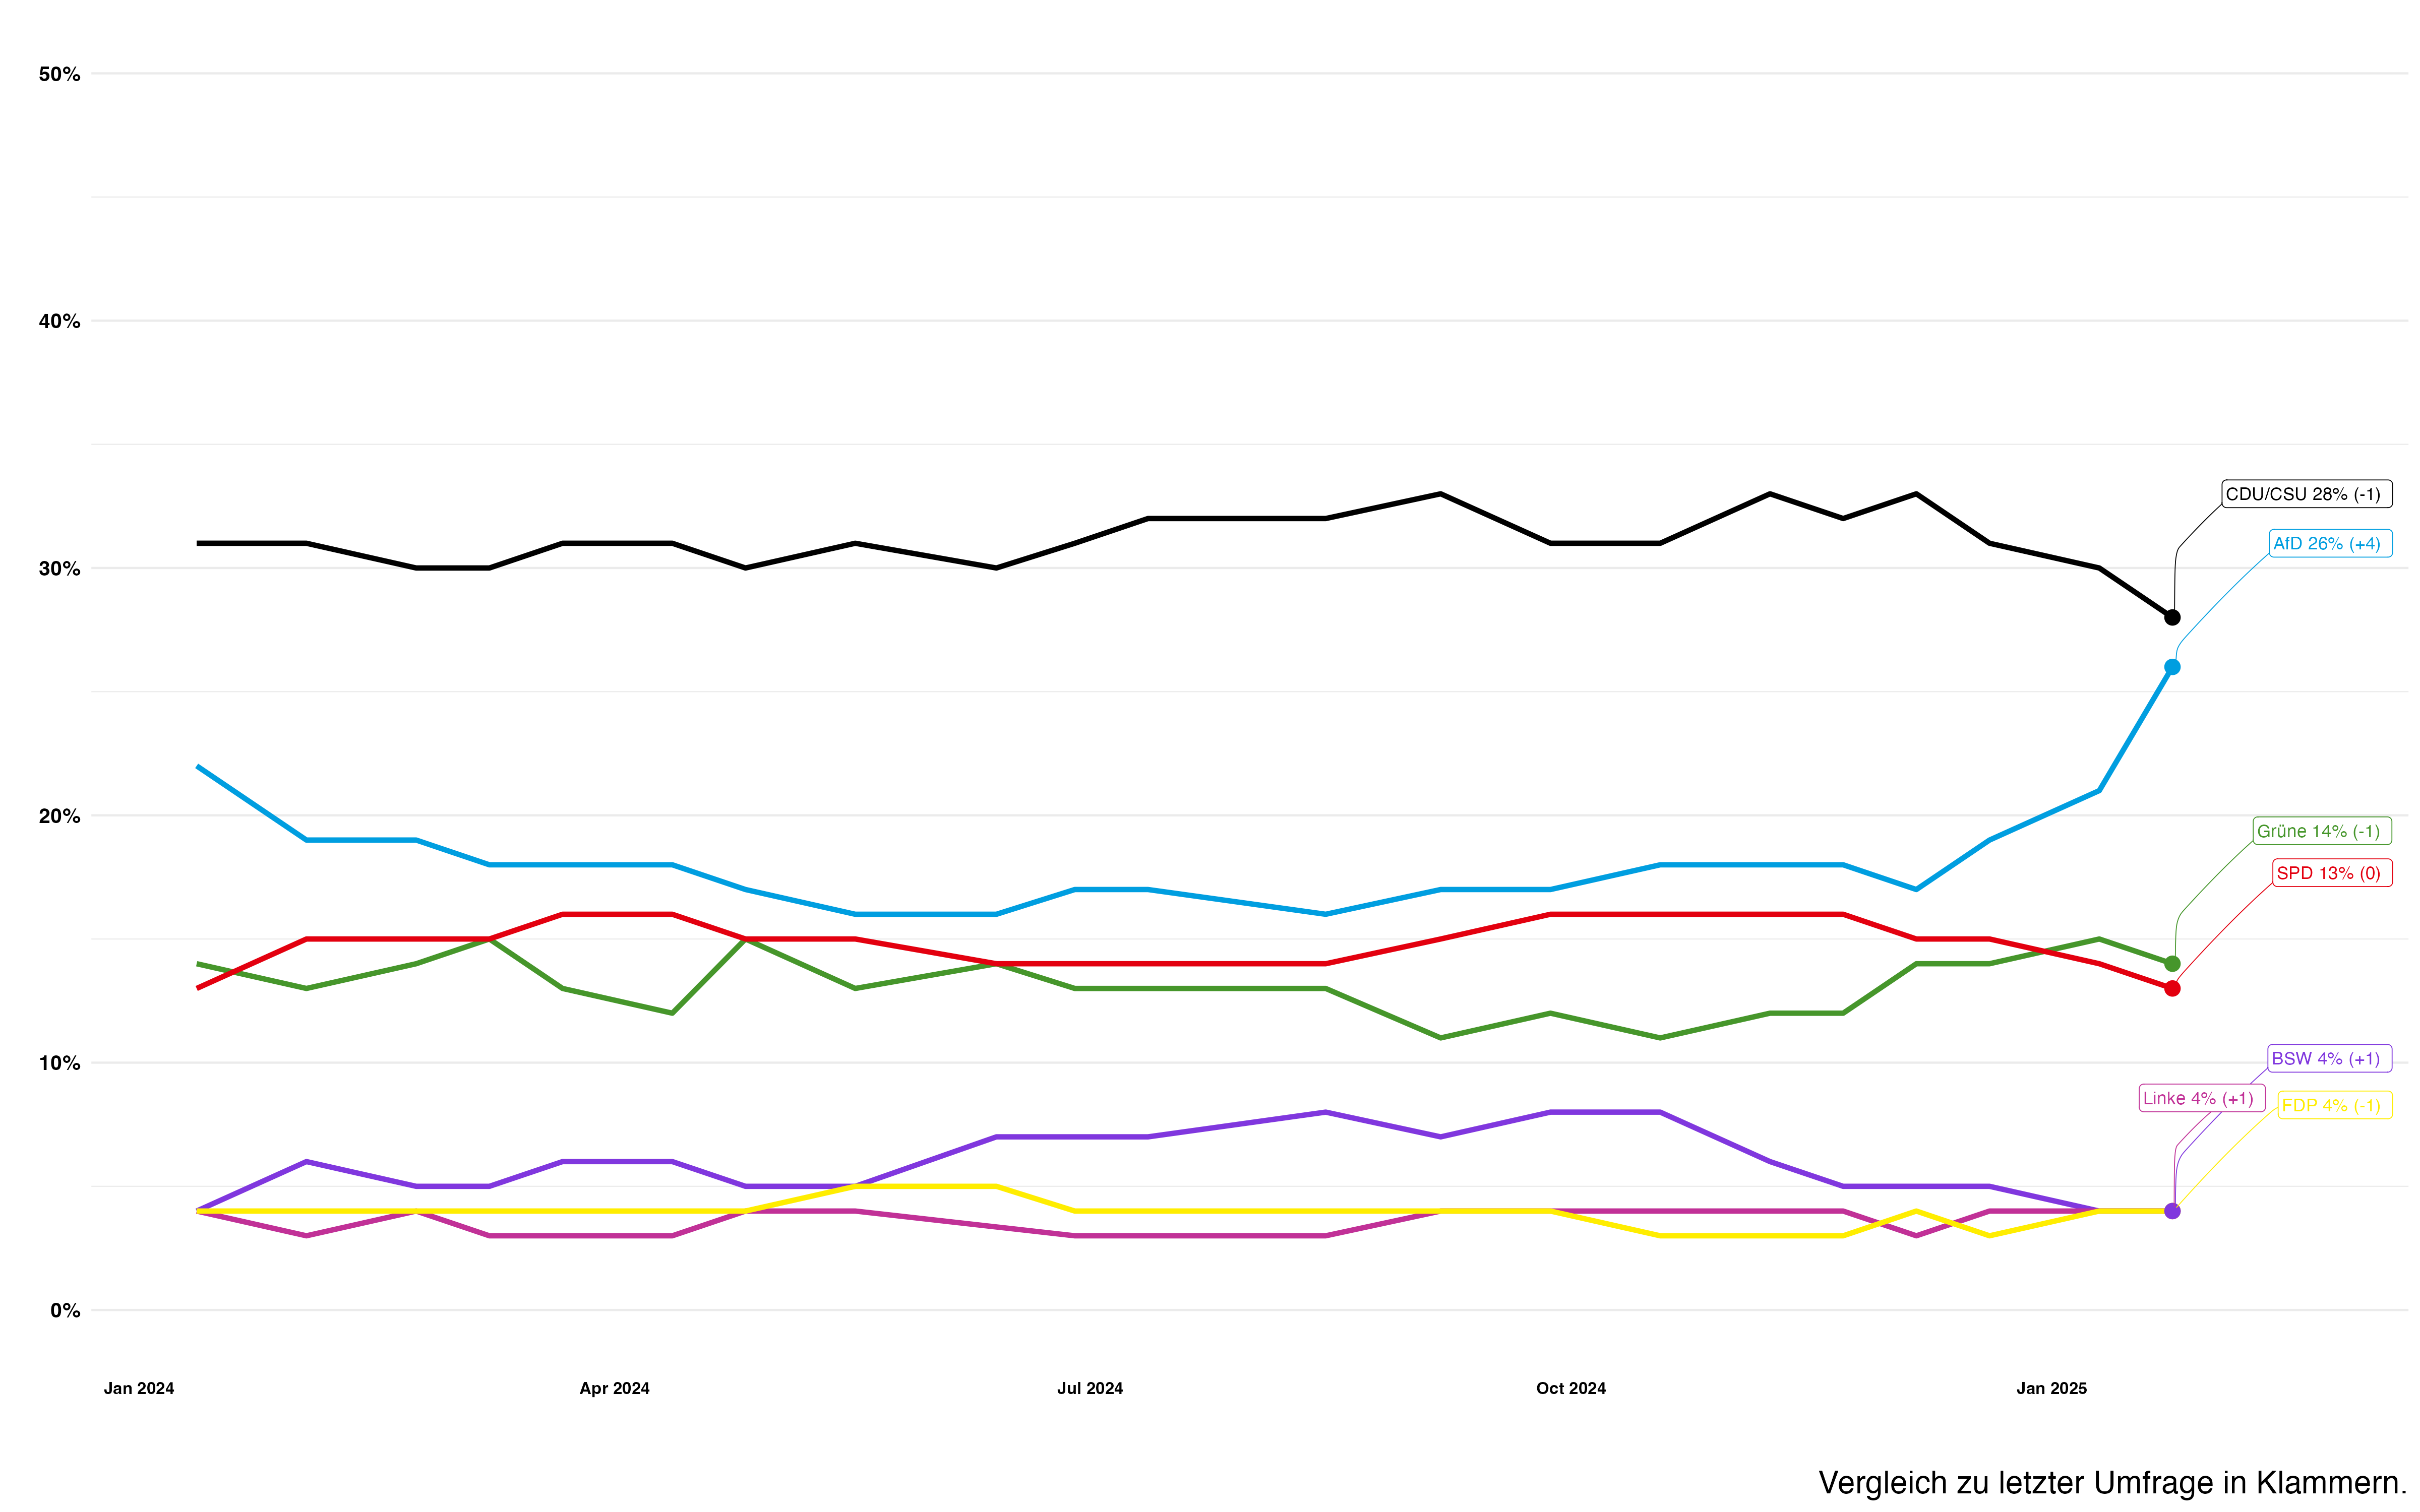 50%
40%
30%
20%
10%
0%
CDU/CSU 28% (-1)
AfD 26% (+4)
Grüne 14% (-1)
SPD 13% (0)
BSW 4% (+1)
Linke 4% (+1)
FDP 4% (-1)
Jan 2024
Apr 2024
Jul 2024
Oct 2024
Jan 2025
Vergleich zu letzter Umfrage in Klammern.